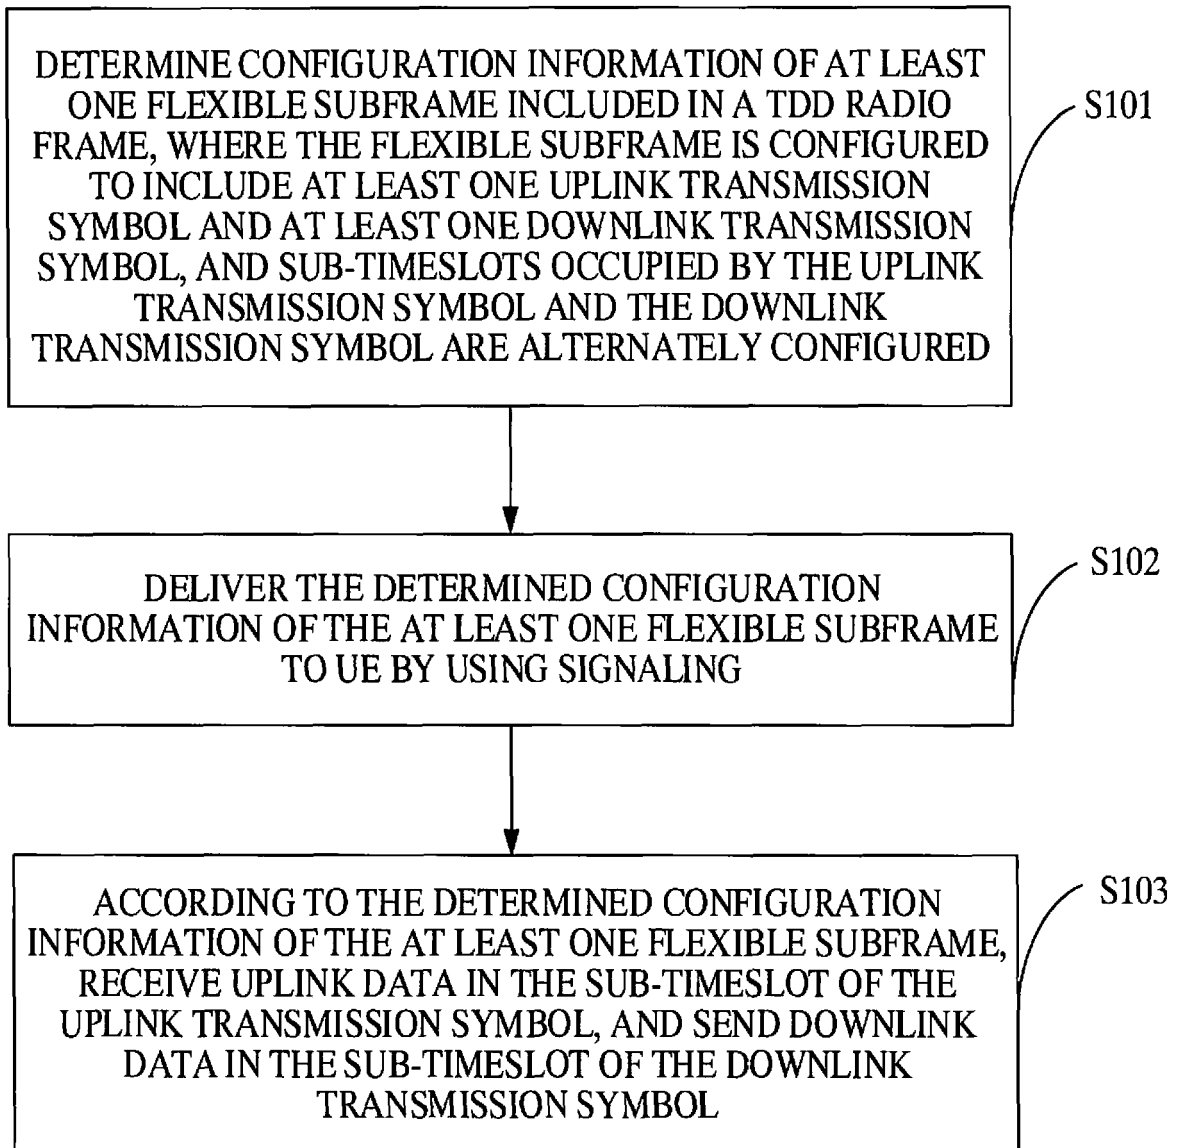 DETERMINE CONFIGURATION INFORMATION OF AT LEAST
ONE FLEXIBLE SUBFRAME INCLUDED IN A TDD RADIO
FRAME, WHERE THE FLEXIBLE SUBFRAME IS CONFIGURED
TO INCLUDE AT LEAST ONE UPLINK TRANSMISSION
SYMBOL AND AT LEAST ONE DOWNLINK TRANSMISSION
SYMBOL, AND SUB-TIMESLOTS OCCUPIED BY THE UPLINK
TRANSMISSION SYMBOL AND THE DOWNLINK
TRANSMISSION SYMBOL ARE ALTERNATELY CONFIGURED
S101
DELIVER THE DETERMINED CONFIGURATION
INFORMATION OF THE AT LEAST ONE FLEXIBLE SUBFRAME
TO UE BY USING SIGNALING
S102
ACCORDING TO THE DETERMINED CONFIGURATION
INFORMATION OF THE AT LEAST ONE FLEXIBLE SUBFRAME,
RECEIVE UPLINK DATA IN THE SUB-TIMESLOT OF THE
UPLINK TRANSMISSION SYMBOL, AND SEND DOWNLINK
DATA IN THE SUB-TIMESLOT OF THE DOWNLINK
TRANSMISSION SYMBOL
S103